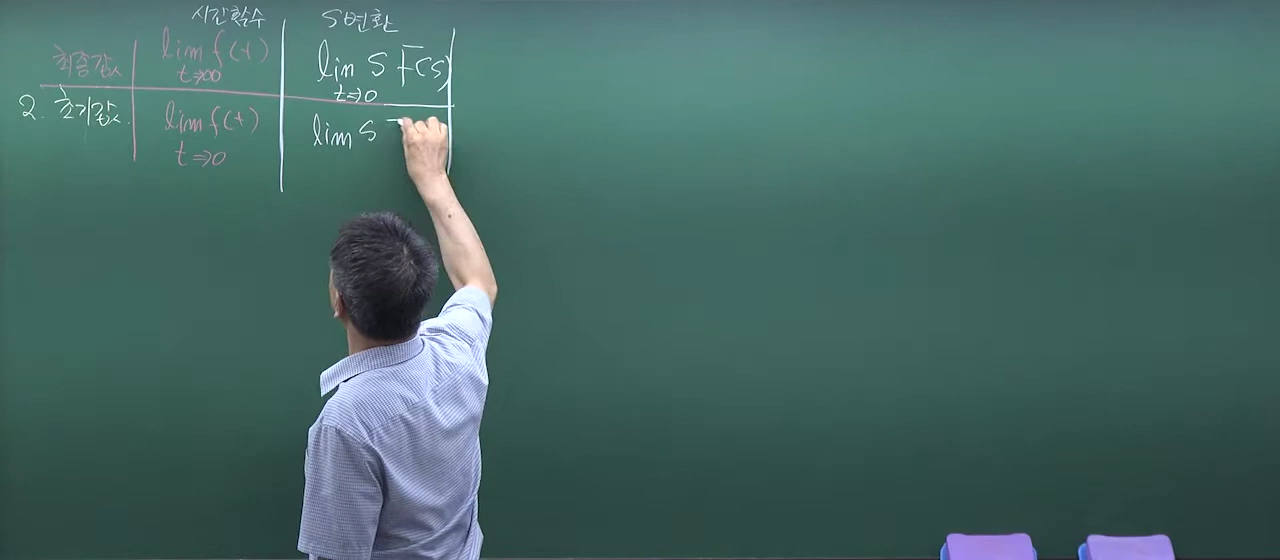 시간함수 S변환
최종값 lim f(t) lim S F(s)
t→∞ t→0
2. 초기값 lim f(t) lim S
t→0